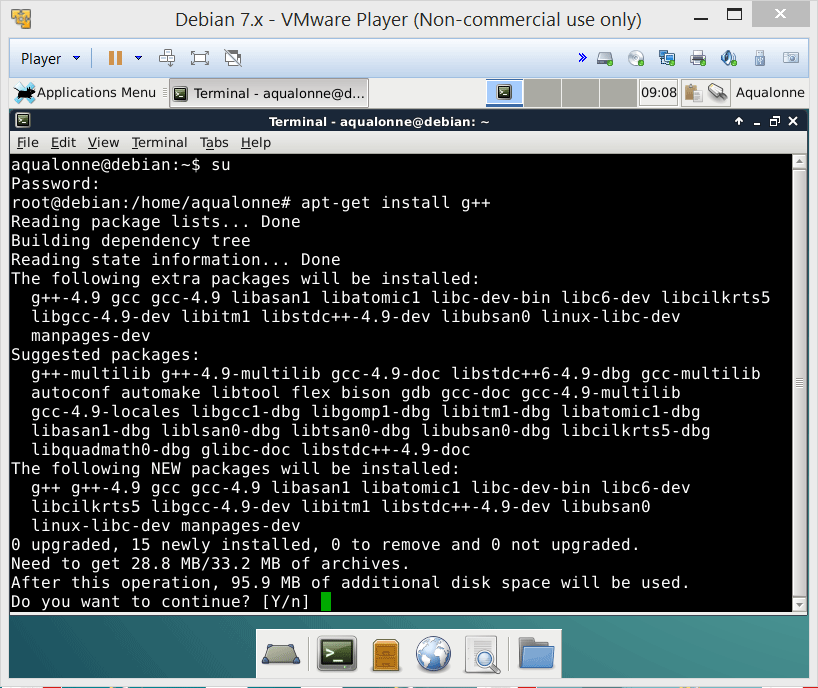 Debian 7.x - VMware Player (Non-commercial use only)
Player
Applications Menu
Terminal - aqualonne@d...
09:08
Aqualonne
Terminal - aqualonne@debian: ~
File Edit View Terminal Tabs Help
aqualonne@debian:~$ su
Password:
root@debian:/home/aqualonne# apt-get install g++
Reading package lists... Done
Building dependency tree
Reading state information... Done
The following extra packages will be installed:
g++-4.9 gcc gcc-4.9 libasan1 libatomic1 libc-dev-bin libc6-dev libcilkrts5
libgcc-4.9-dev libitm1 libstdc++-4.9-dev libubsan0 linux-libc-dev
manpages-dev
Suggested packages:
g++-multilib g++-4.9-multilib gcc-4.9-doc libstdc++6-4.9-dbg gcc-multilib
autoconf automake libtool flex bison gdb gcc-doc gcc-4.9-multilib
gcc-4.9-locales libgcc1-dbg libgomp1-dbg libitm1-dbg libatomic1-dbg
libasan1-dbg liblsan0-dbg libtsan0-dbg libubsan0-dbg libcilkrts5-dbg
libquadmath0-dbg glibc-doc libstdc++-4.9-doc
The following NEW packages will be installed:
g++ g++-4.9 gcc gcc-4.9 libasan1 libatomic1 libc-dev-bin libc6-dev
libcilkrts5 libgcc-4.9-dev libitm1 libstdc++-4.9-dev libubsan0
linux-libc-dev manpages-dev
0 upgraded, 15 newly installed, 0 to remove and 0 not upgraded.
Need to get 28.8 MB/33.2 MB of archives.
After this operation, 95.9 MB of additional disk space will be used.
Do you want to continue? [Y/n]